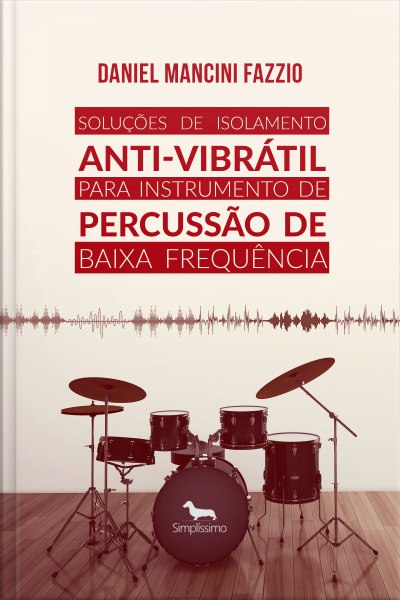 DANIEL MANCINI FAZZIO
SOLUÇÕES DE ISOLAMENTO
ANTI-VIBRÁTIL
PARA INSTRUMENTO DE
PERCUSSÃO DE
BAIXA FREQUÊNCIA
Simplíssimo